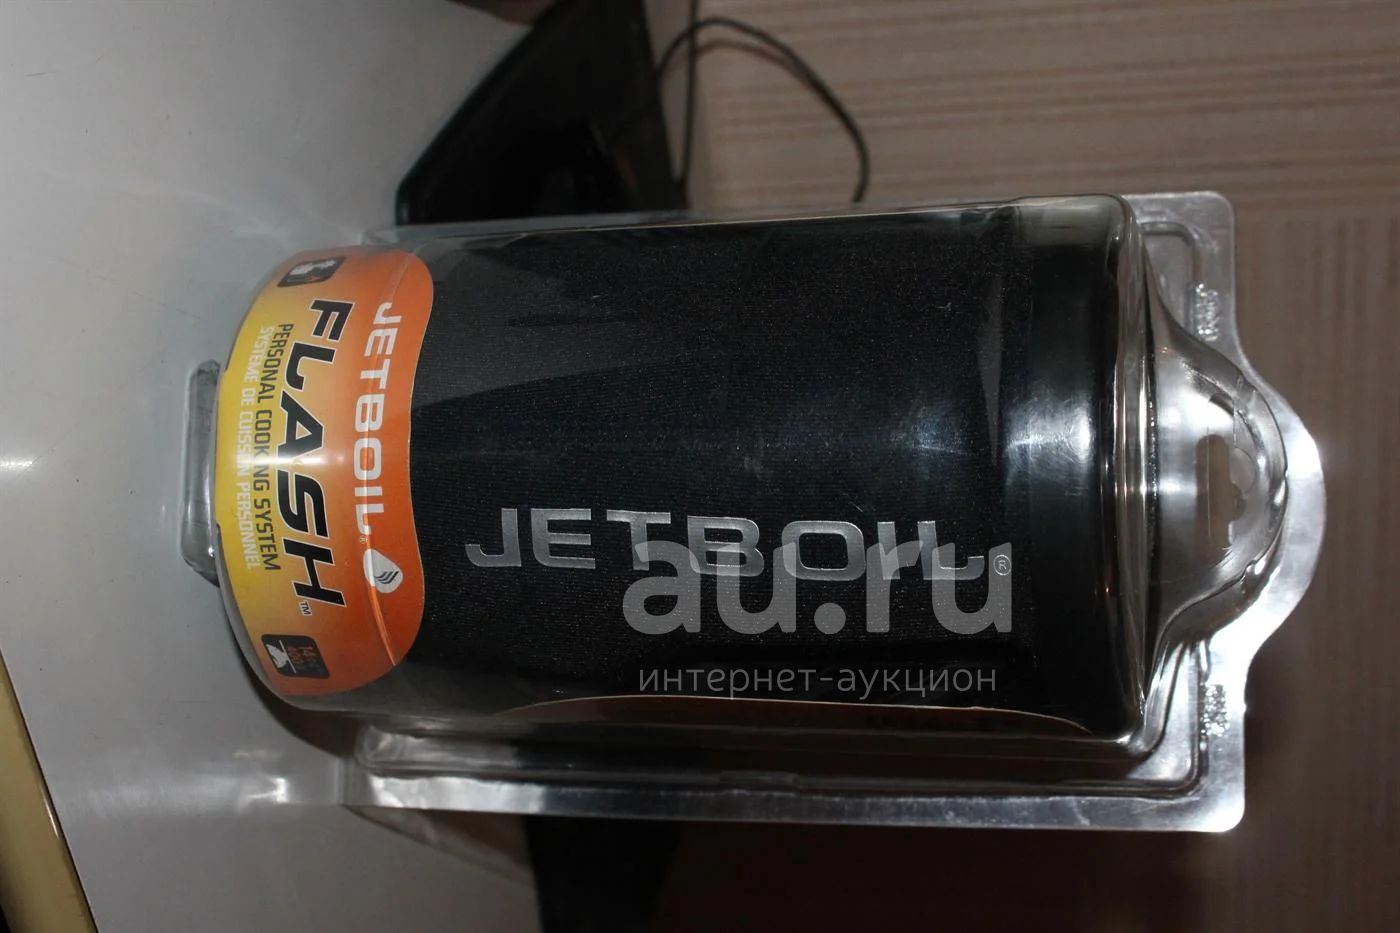 JETBOIL®
FLASH™
PERSONAL COOKING SYSTEM
SYSTÈME DE CUISSON PERSONNEL
JETBOIL®
au.ru
интернет-аукцион